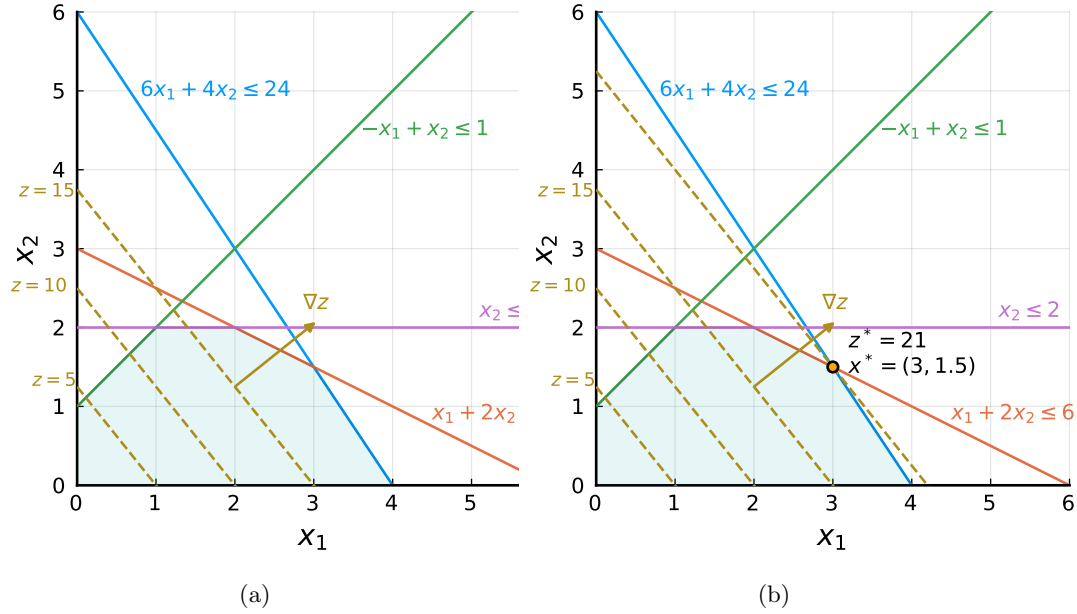 6
5
4
3
2
1
0
x₂
z = 15
z = 10
z = 5
6x₁ + 4x₂ ≤ 24
−x₁ + x₂ ≤ 1
∇z
x₂ ≤
x₁ + 2x₂
0 1 2 3 4 5
x₁
(a)
6
5
4
3
2
1
0
x₂
z = 15
z = 10
z = 5
6x₁ + 4x₂ ≤ 24
−x₁ + x₂ ≤ 1
∇z
x₂ ≤ 2
z* = 21
x* = (3, 1.5)
x₁ + 2x₂ ≤ 6
0 1 2 3 4 5 6
x₁
(b)